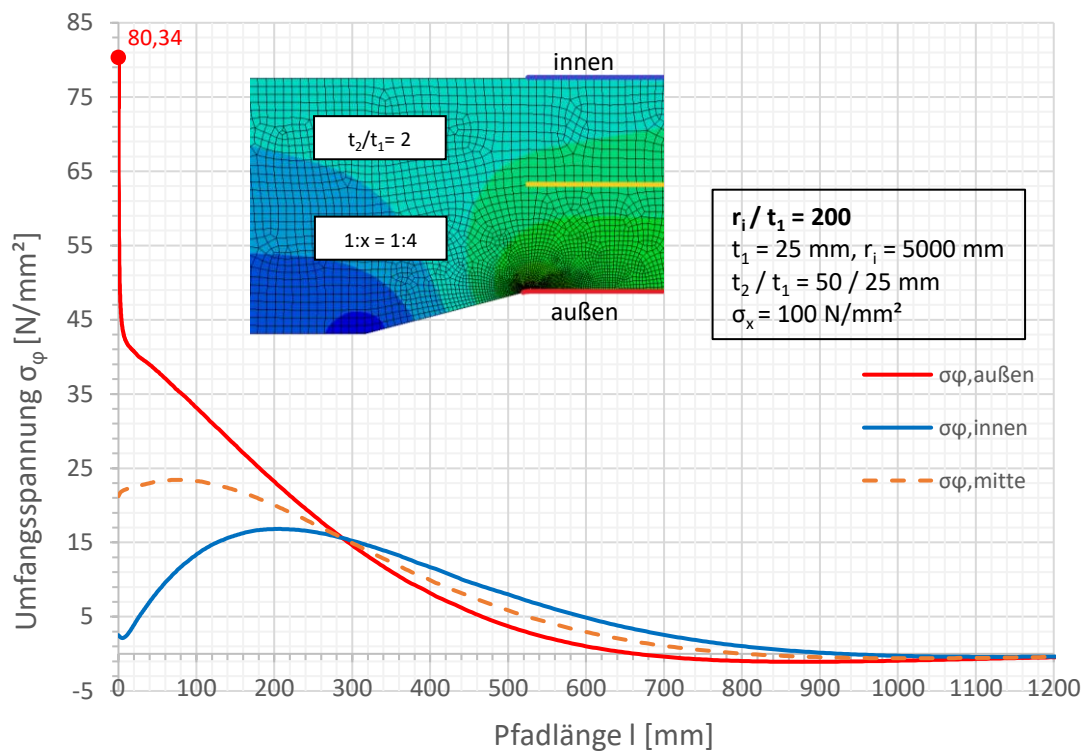 Umfangsspannung σφ [N/mm²]
85
75
65
55
45
35
25
15
5
-5
80,34
innen
t₂/t₁= 2
1:x = 1:4
außen
rᵢ / t₁ = 200
t₁ = 25 mm, rᵢ = 5000 mm
t₂ / t₁ = 50 / 25 mm
σₓ = 100 N/mm²
σφ,außen
σφ,innen
σφ,mitte
0 100 200 300 400 500 600 700 800 900 1000 1100 1200
Pfadlänge l [mm]